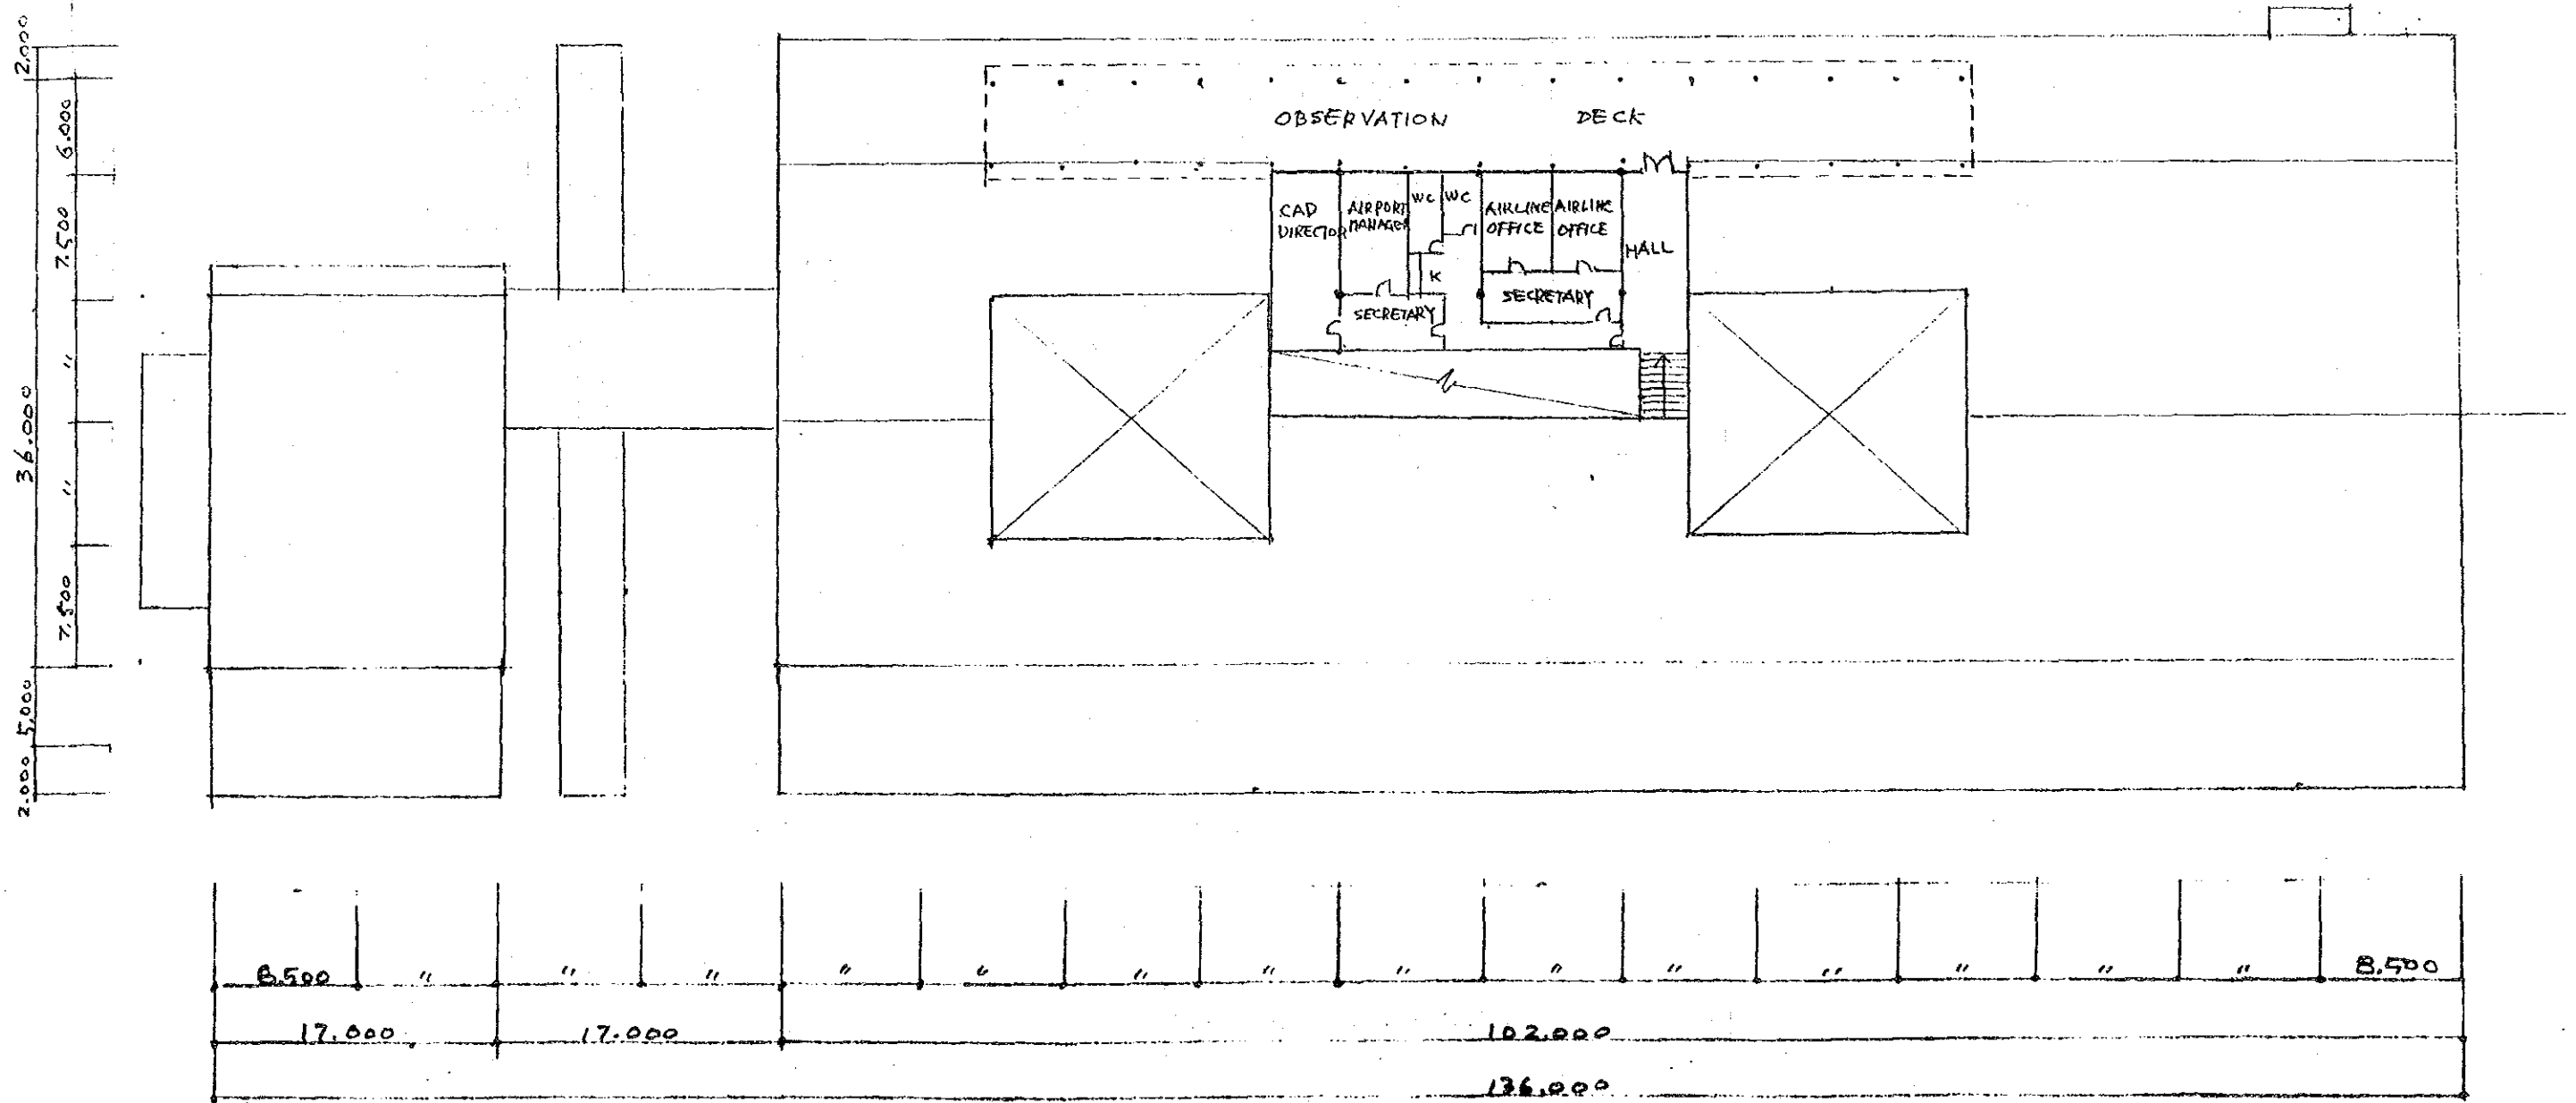 2.000
6.000
7.500
"
36.000
"
7.500
5,000
2.000
OBSERVATION DECK
CAD DIRECTOR
AIRPORT MANAGER
WC
WC
AIRLINE OFFICE
AIRLINE OFFICE
HALL
K
SECRETARY
SECRETARY
8.500 " " " " " " " " " " " " " " 8.500
17.000 17.000 102.000
136.000